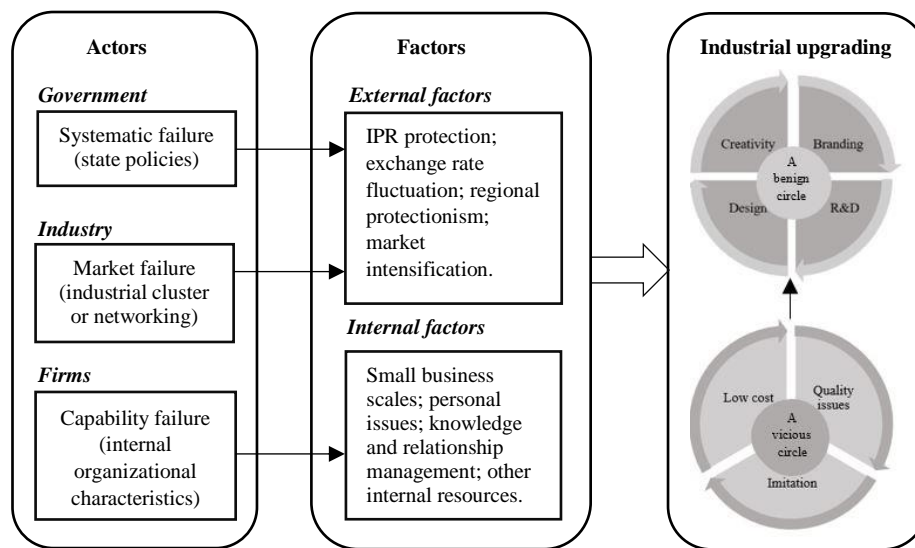 Actors
Government
Systematic failure
(state policies)
Industry
Market failure
(industrial cluster
or networking)
Firms
Capability failure
(internal
organizational
characteristics)
Factors
External factors
IPR protection;
exchange rate
fluctuation; regional
protectionism;
market
intensification.
Internal factors
Small business
scales; personal
issues; knowledge
and relationship
management; other
internal resources.
Industrial upgrading
Creativity
Branding
A
benign
circle
Design
R&D
Low cost
Quality
issues
A
vicious
circle
Imitation